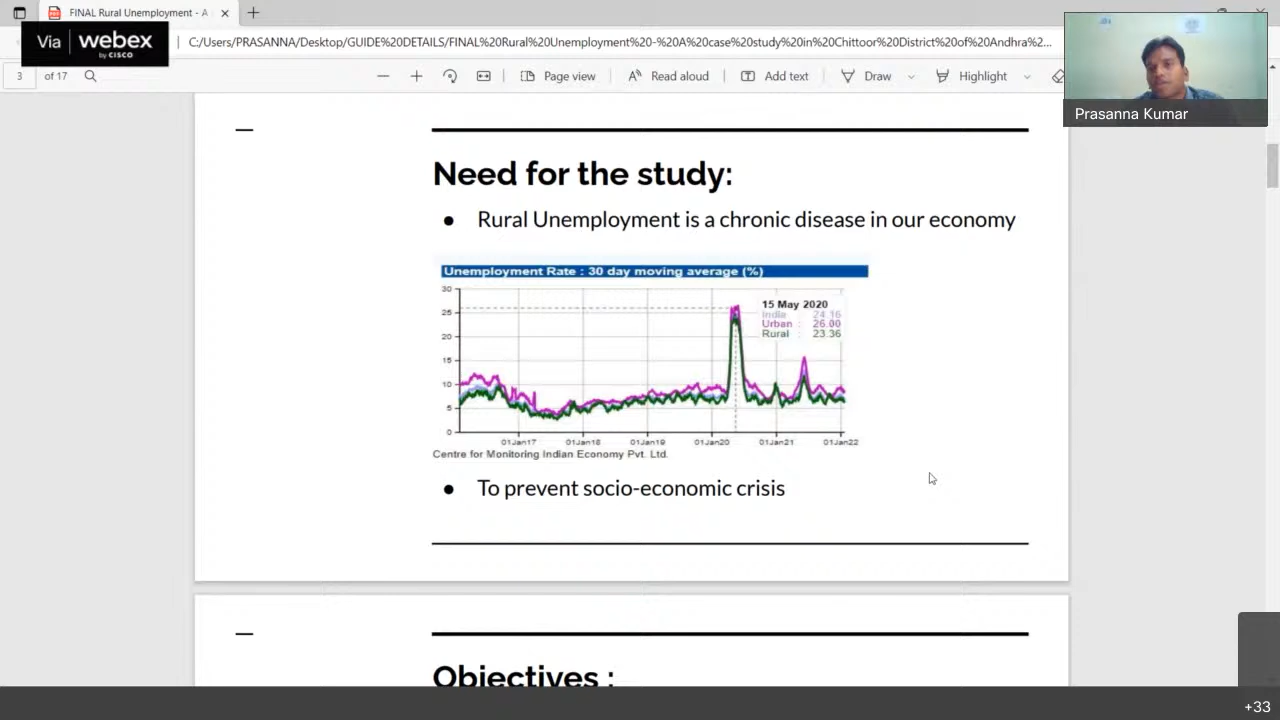 FINAL Rural Unemployment - A
Via webex
by CISCO
C:/Users/PRASANNA/Desktop/GUIDE%20DETAILS/FINAL%20Rural%20Unemployment%20-%20A%20case%20study%20of%20Chittoor%20District%20of%20Andhra%2...
3 of 17
Page view
Read aloud
Add text
Draw
Highlight
Prasanna Kumar
Need for the study:
● Rural Unemployment is a chronic disease in our economy
Unemployment Rate : 30 day moving average (%)
30
25
20
15
10
5
0
15 May 2020
India : 24.16
Urban : 26.00
Rural : 23.36
01Jan17 01Jan18 01Jan19 01Jan20 01Jan21 01Jan22
Centre for Monitoring Indian Economy Pvt. Ltd.
● To prevent socio-economic crisis
Objectives :
+33